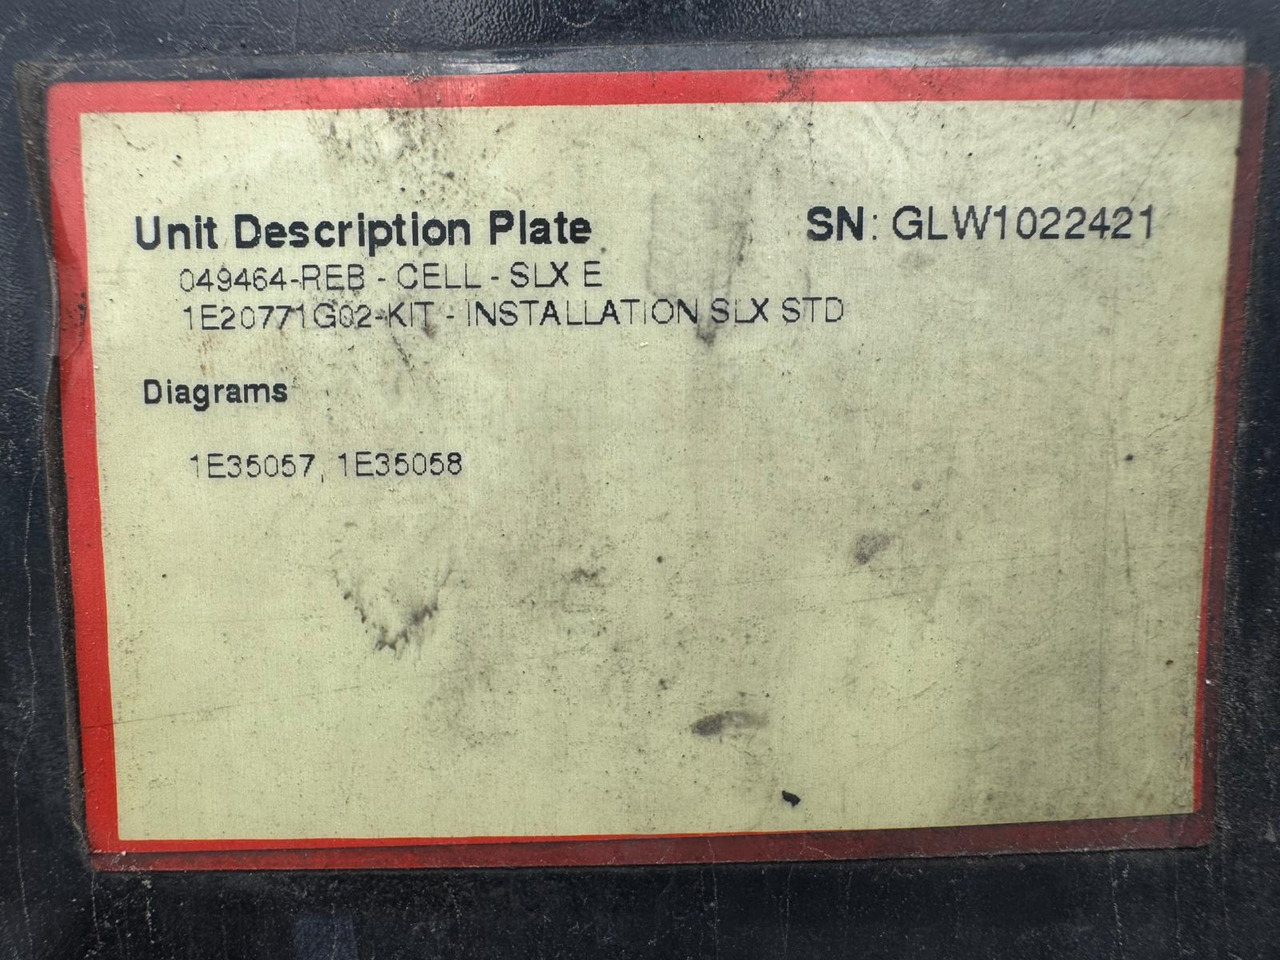 Unit Description Plate
SN: GLW1022421
049464-REB - CELL - SLX E
1E20771G02-KIT - INSTALLATION SLX STD
Diagrams
1E35057, 1E35058